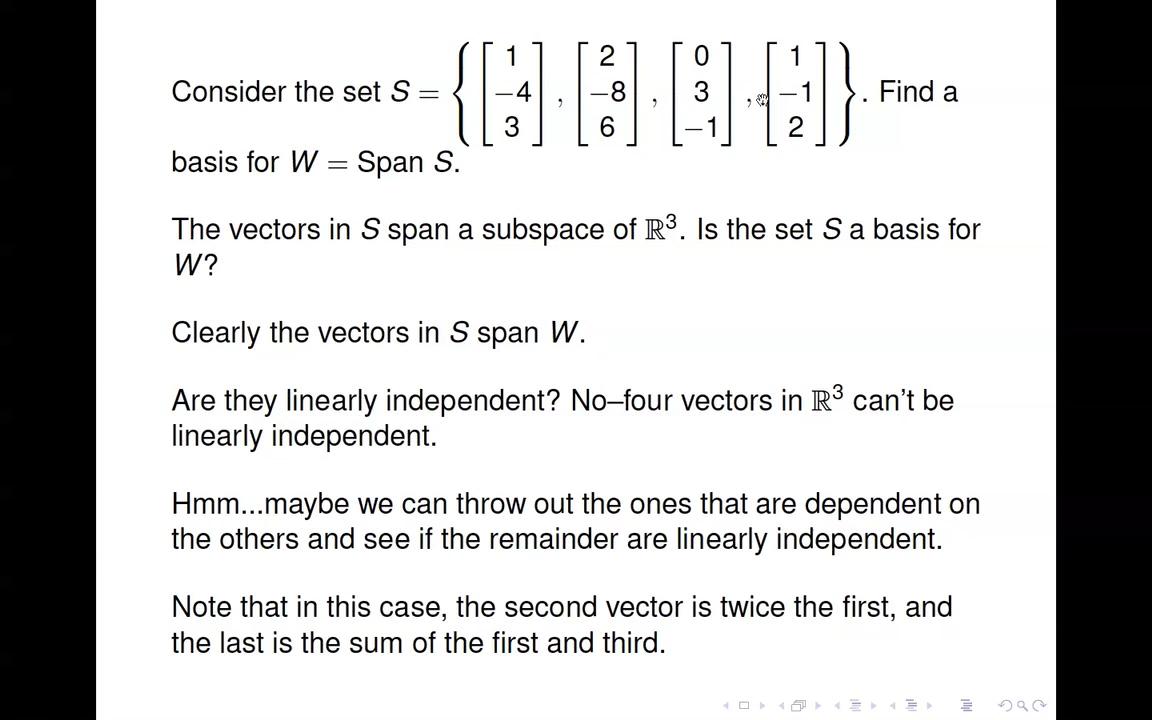 Consider the set S = { [1 −4 3], [2 −8 6], [0 3 −1], [1 −1 2] }. Find a
basis for W = Span S.
The vectors in S span a subspace of ℝ³. Is the set S a basis for
W?
Clearly the vectors in S span W.
Are they linearly independent? No–four vectors in ℝ³ can’t be
linearly independent.
Hmm...maybe we can throw out the ones that are dependent on
the others and see if the remainder are linearly independent.
Note that in this case, the second vector is twice the first, and
the last is the sum of the first and third.